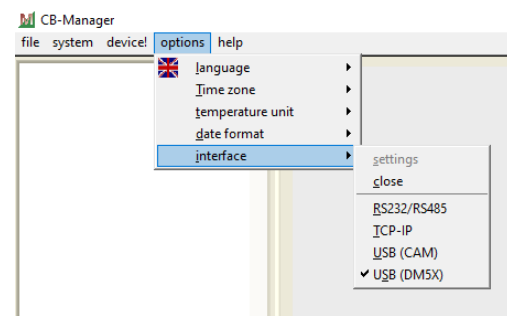 CB-Manager
file system device! options help
language
Time zone
temperature unit
date format
interface
settings
close
RS232/RS485
TCP-IP
USB (CAM)
USB (DM5X)